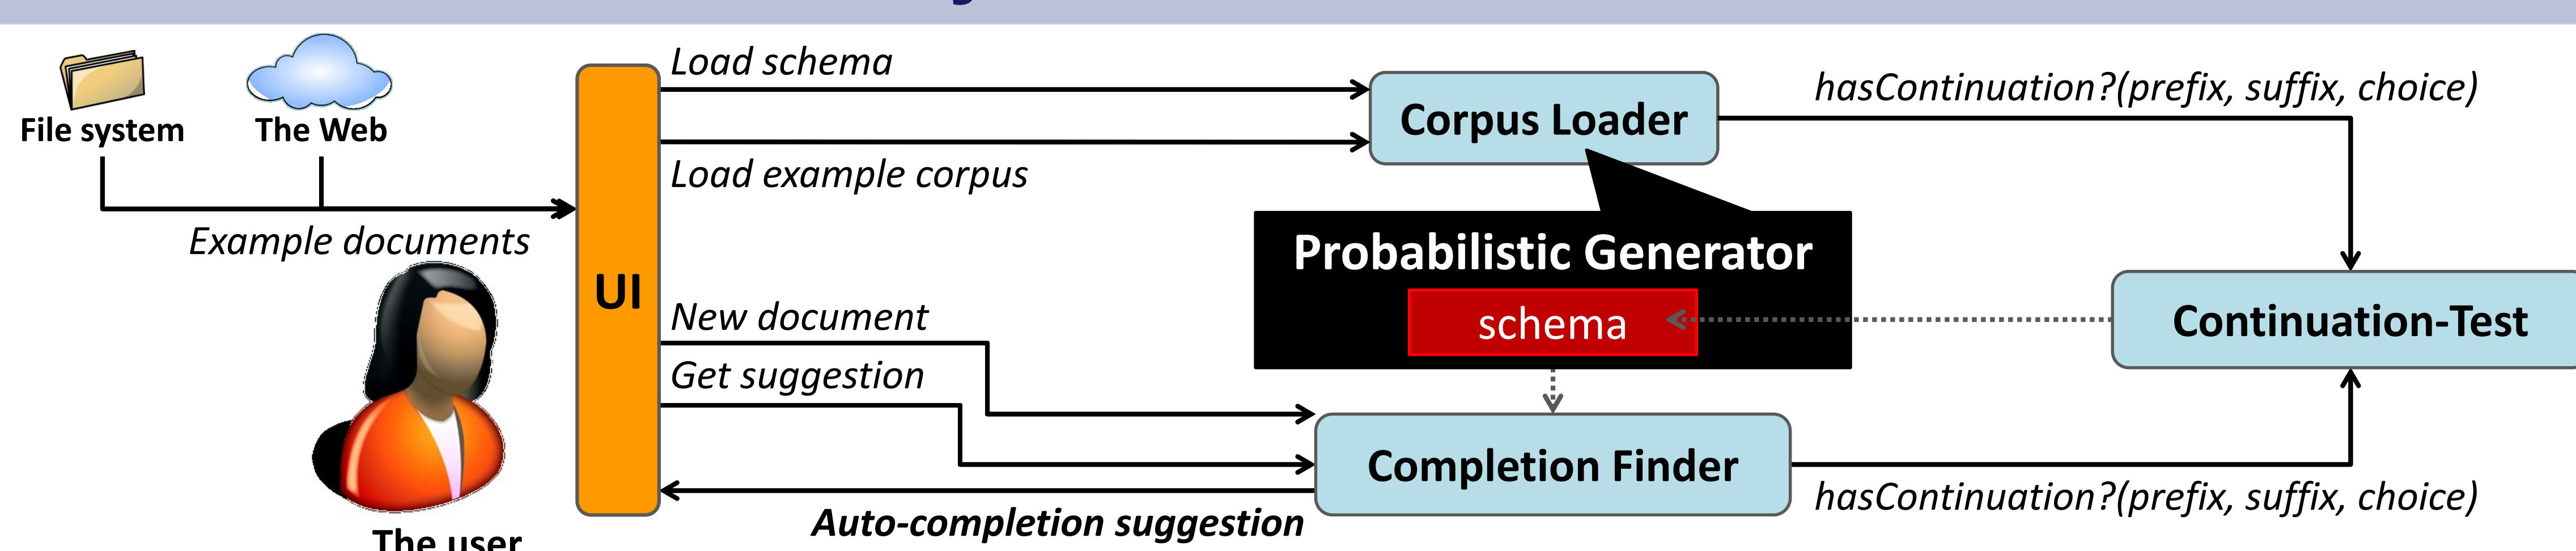 File system
The Web
Example documents
The user
UI
Load schema
Load example corpus
New document
Get suggestion
Auto-completion suggestion
Corpus Loader
Probabilistic Generator
schema
Completion Finder
hasContinuation?(prefix, suffix, choice)
Continuation-Test
hasContinuation?(prefix, suffix, choice)